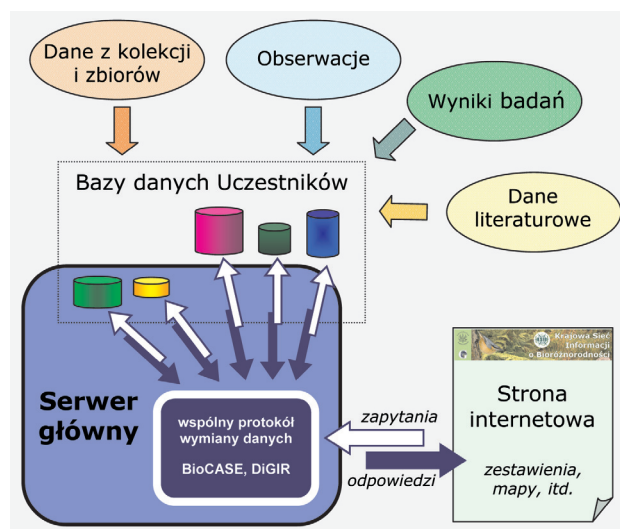 Dane z kolekcji
i zbiorów
Obserwacje
Wyniki badań
Bazy danych Uczestników
Dane
literaturowe
Krajowa Sieć
Informacji
o Bioróżnorodności
Strona
internetowa
zestawienia,
mapy, itd.
Serwer
główny
wspólny protokół
wymiany danych
BioCASE, DiGIR
zapytania
odpowiedzi